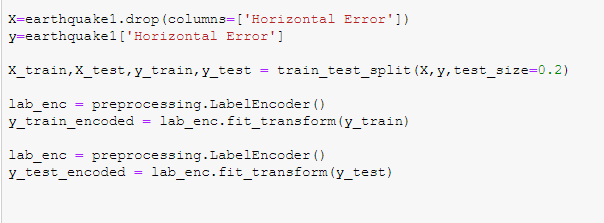 X=earthquake1.drop(columns=['Horizontal Error'])
y=earthquake1['Horizontal Error']
X_train,X_test,y_train,y_test = train_test_split(X,y,test_size=0.2)
lab_enc = preprocessing.LabelEncoder()
y_train_encoded = lab_enc.fit_transform(y_train)
lab_enc = preprocessing.LabelEncoder()
y_test_encoded = lab_enc.fit_transform(y_test)